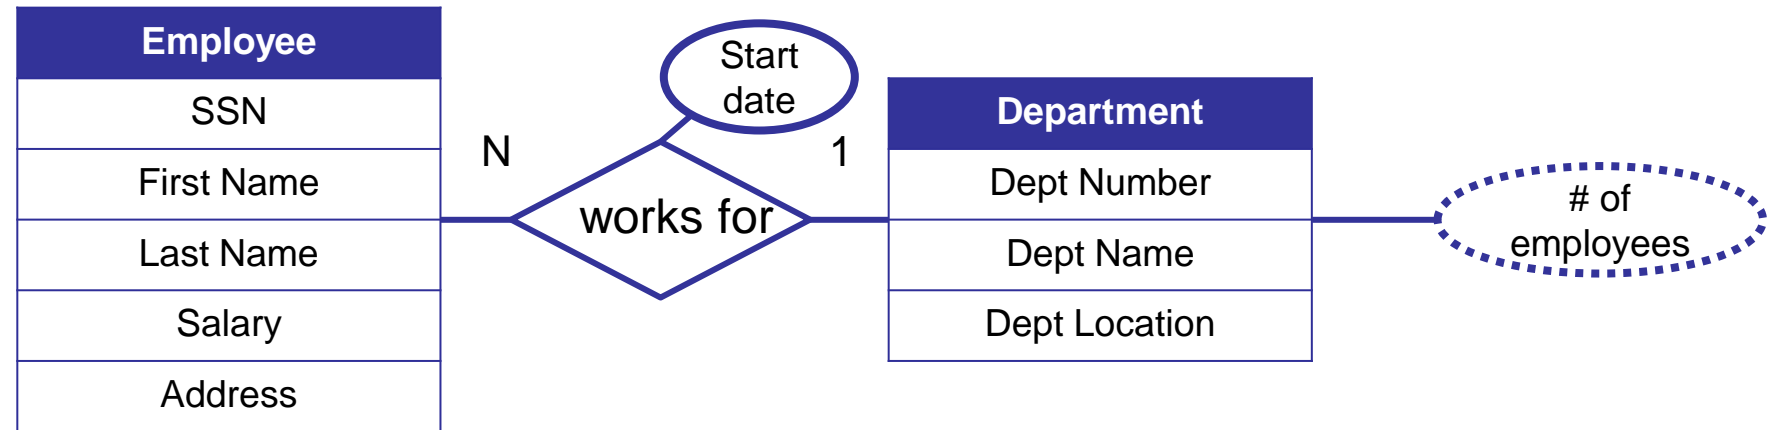 Employee
SSN
First Name
Last Name
Salary
Address
N
works for
Start
date
1
Department
Dept Number
Dept Name
Dept Location
# of
employees